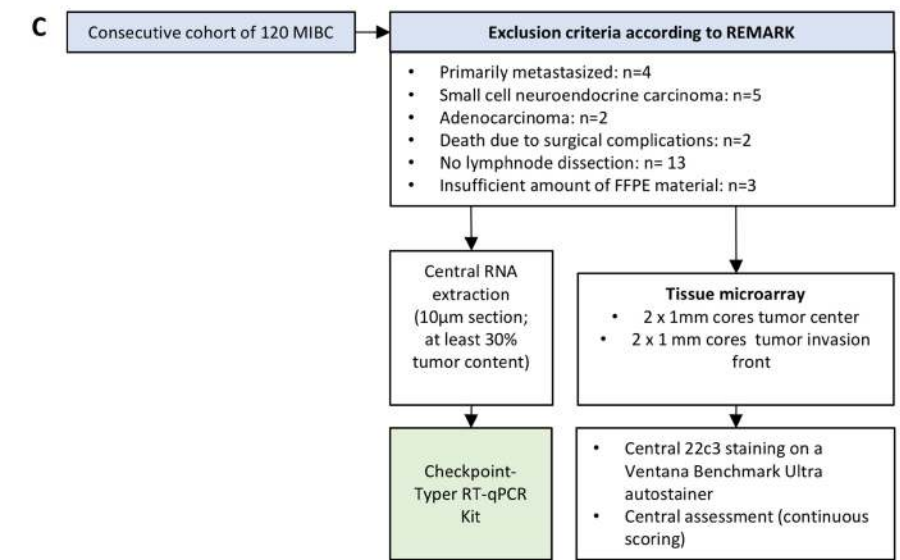 C
Consecutive cohort of 120 MIBC
Exclusion criteria according to REMARK
• Primarily metastasized: n=4
• Small cell neuroendocrine carcinoma: n=5
• Adenocarcinoma: n=2
• Death due to surgical complications: n=2
• No lymphnode dissection: n= 13
• Insufficient amount of FFPE material: n=3
Central RNA
extraction
(10μm section;
at least 30%
tumor content)
Tissue microarray
• 2 x 1mm cores tumor center
• 2 x 1 mm cores tumor invasion
front
Checkpoint-
Typer RT-qPCR
Kit
• Central 22c3 staining on a
Ventana Benchmark Ultra
autostainer
• Central assessment (continuous
scoring)